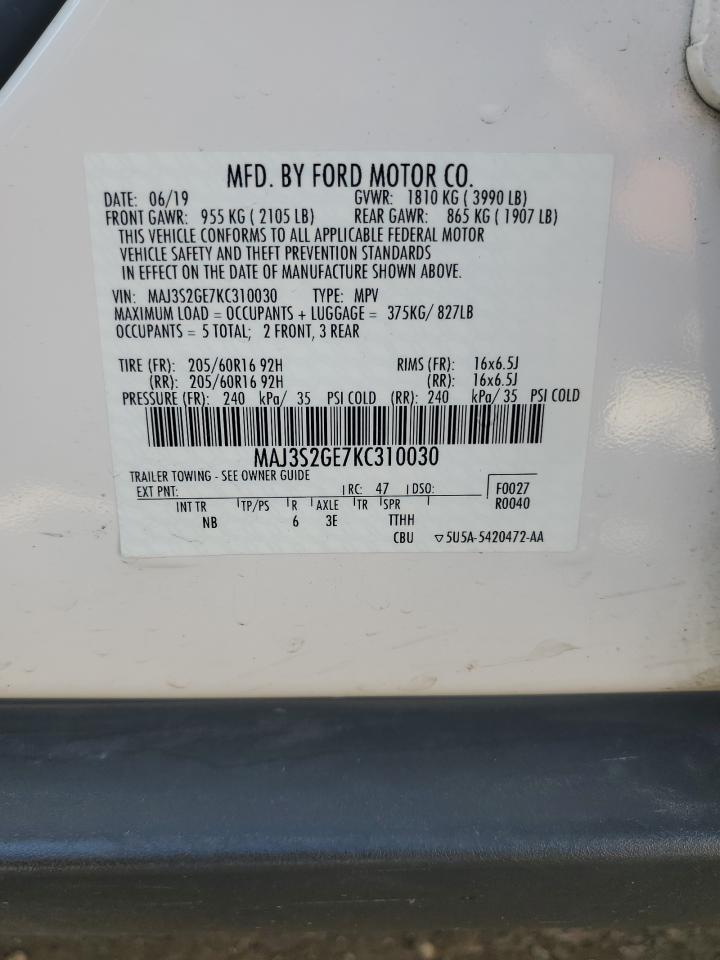 MFD. BY FORD MOTOR CO.
DATE: 06/19 GVWR: 1810 KG ( 3990 LB)
FRONT GAWR: 955 KG ( 2105 LB) REAR GAWR: 865 KG ( 1907 LB)
THIS VEHICLE CONFORMS TO ALL APPLICABLE FEDERAL MOTOR
VEHICLE SAFETY AND THEFT PREVENTION STANDARDS
IN EFFECT ON THE DATE OF MANUFACTURE SHOWN ABOVE.
VIN: MAJ3S2GE7KC310030 TYPE: MPV
MAXIMUM LOAD = OCCUPANTS + LUGGAGE = 375KG/ 827LB
OCCUPANTS = 5 TOTAL; 2 FRONT, 3 REAR
TIRE (FR): 205/60R16 92H RIMS (FR): 16x6.5J
(RR): 205/60R16 92H (RR): 16x6.5J
PRESSURE (FR): 240 kPa/ 35 PSI COLD (RR): 240 kPa/ 35 PSI COLD
MAJ3S2GE7KC310030
TRAILER TOWING - SEE OWNER GUIDE
EXT PNT: RC: 47 DSO: F0027
INT TR TP/PS R AXLE TR SPR R0040
NB 6 3E TTHH
CBU ▽5U5A-5420472-AA